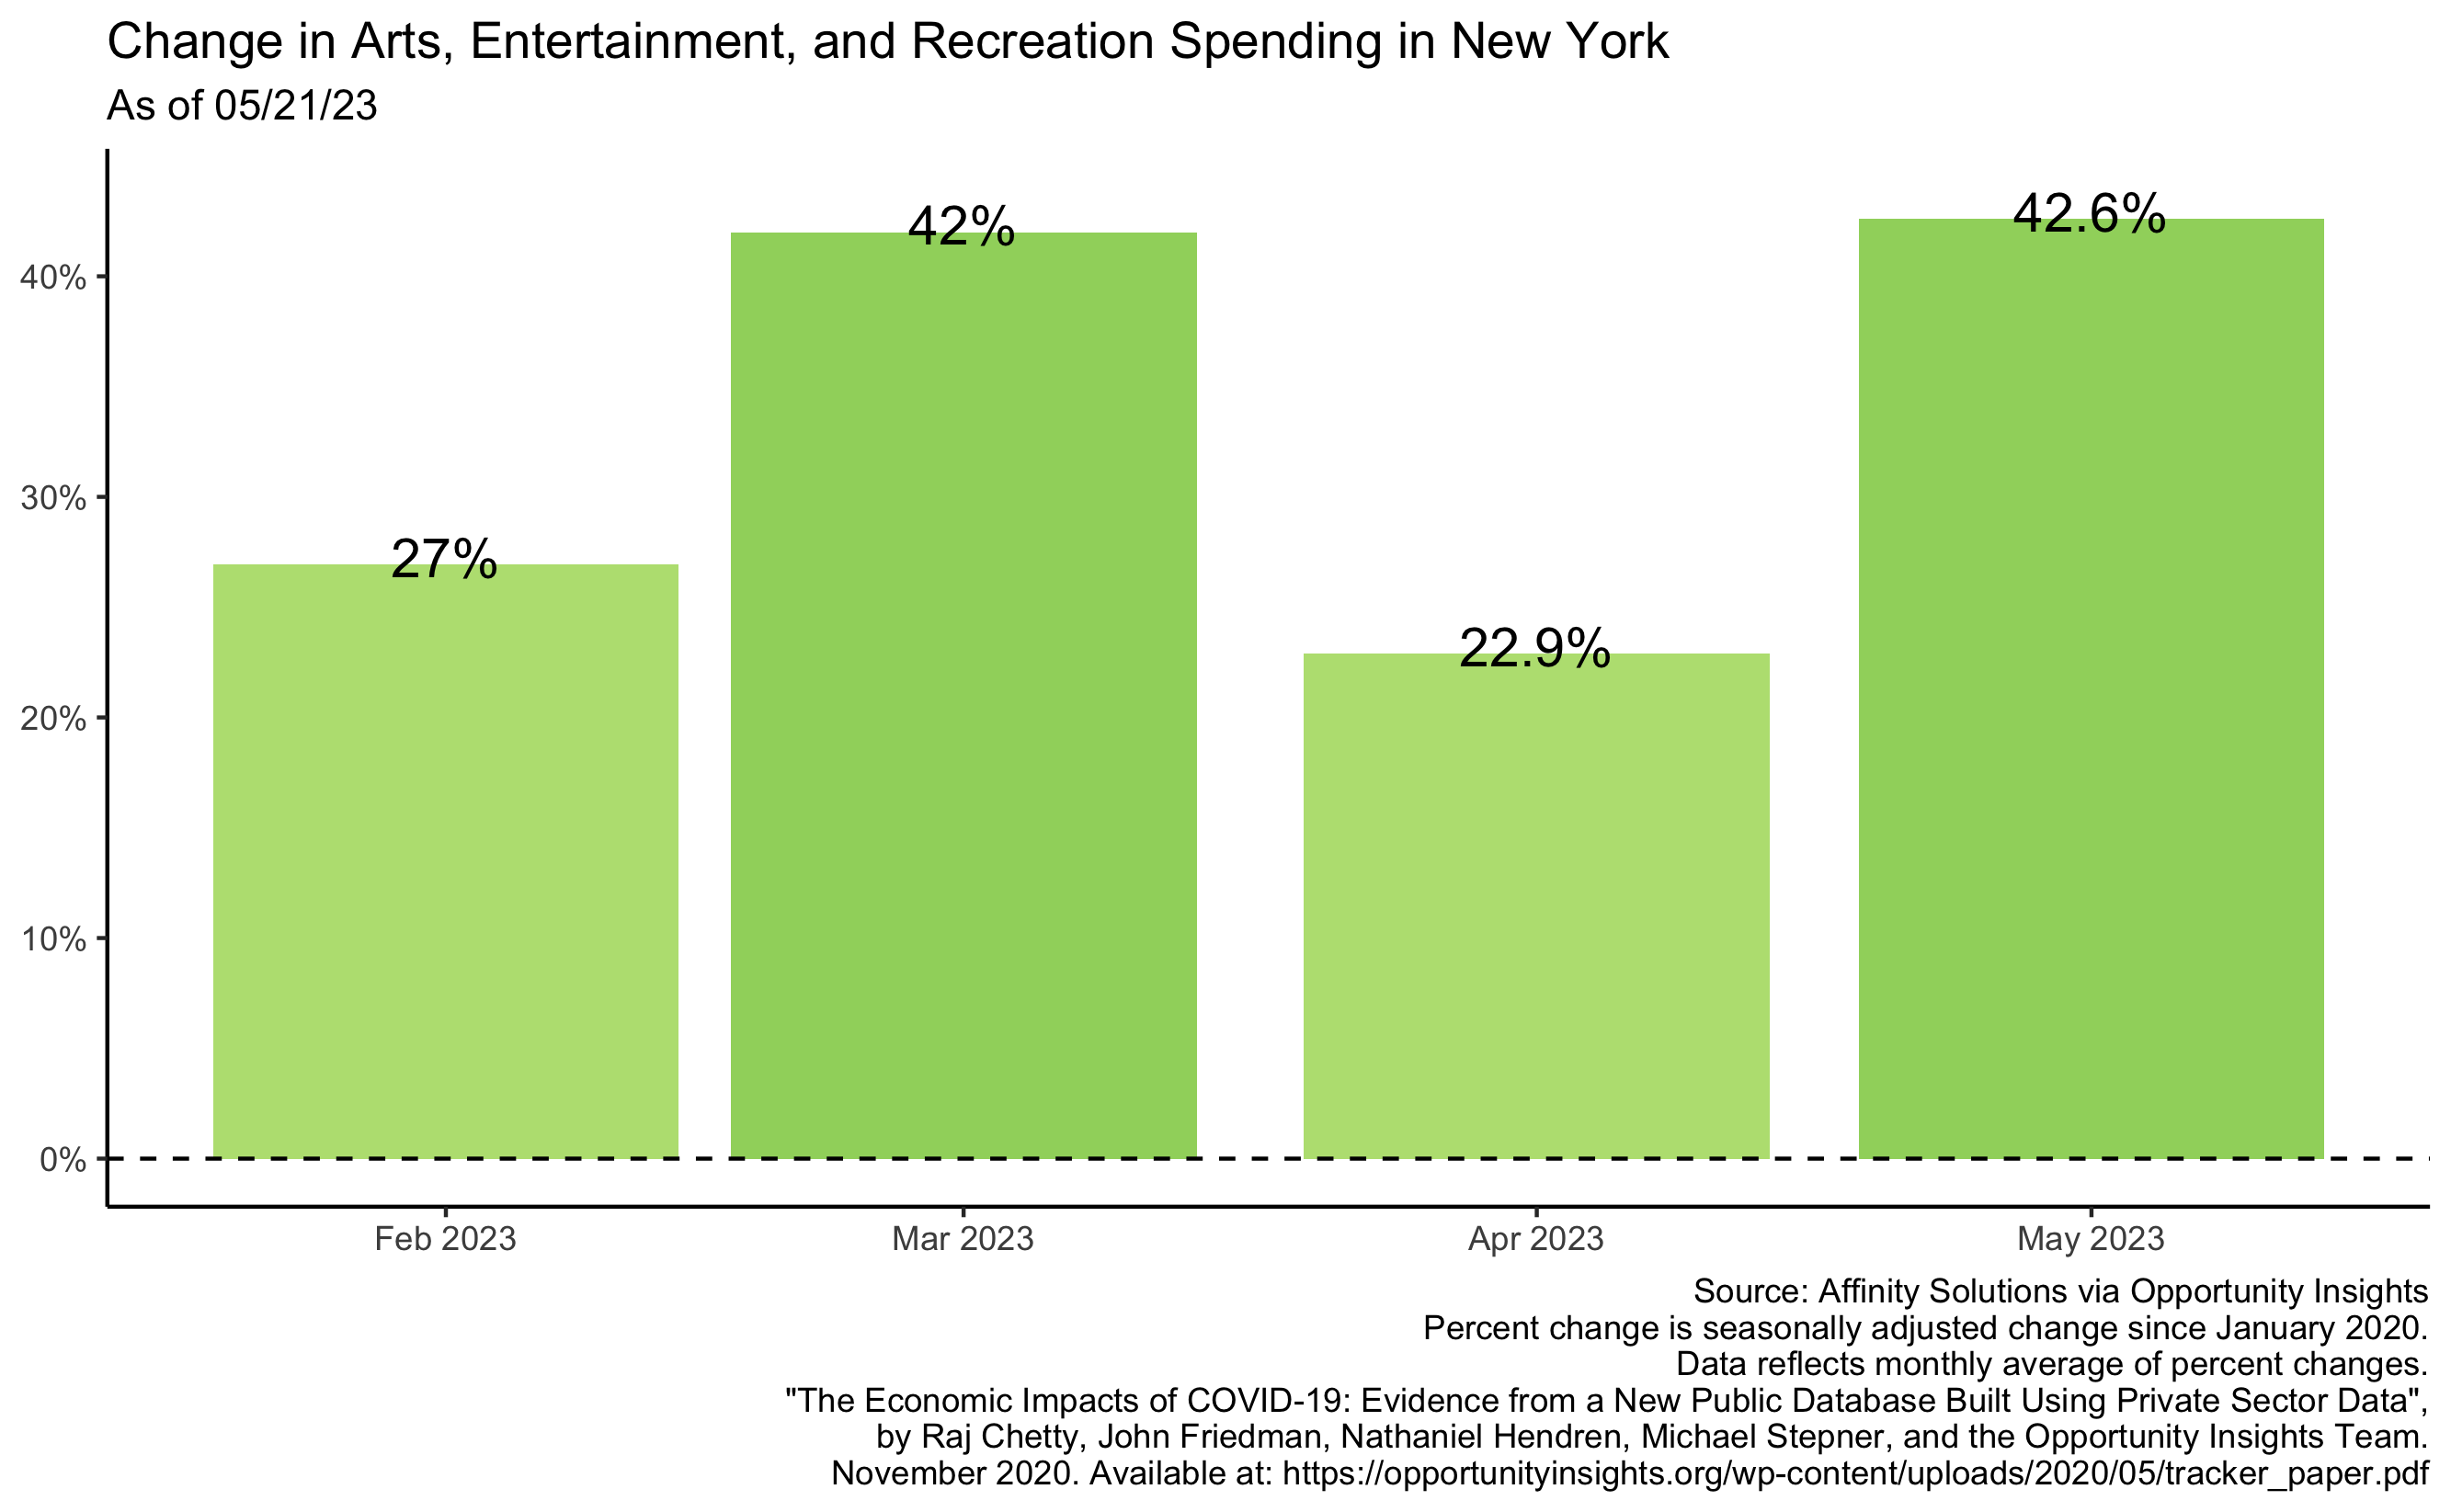 Change in Arts, Entertainment, and Recreation Spending in New York
As of 05/21/23
42%
42.6%
40%
30%
27%
22.9%
20%
10%
0%
Feb 2023
Mar 2023
Apr 2023
May 2023
Source: Affinity Solutions via Opportunity Insights
Percent change is seasonally adjusted change since January 2020.
Data reflects monthly average of percent changes.
"The Economic Impacts of COVID-19: Evidence from a New Public Database Built Using Private Sector Data",
by Raj Chetty, John Friedman, Nathaniel Hendren, Michael Stepner, and the Opportunity Insights Team.
November 2020. Available at: https://opportunityinsights.org/wp-content/uploads/2020/05/tracker_paper.pdf